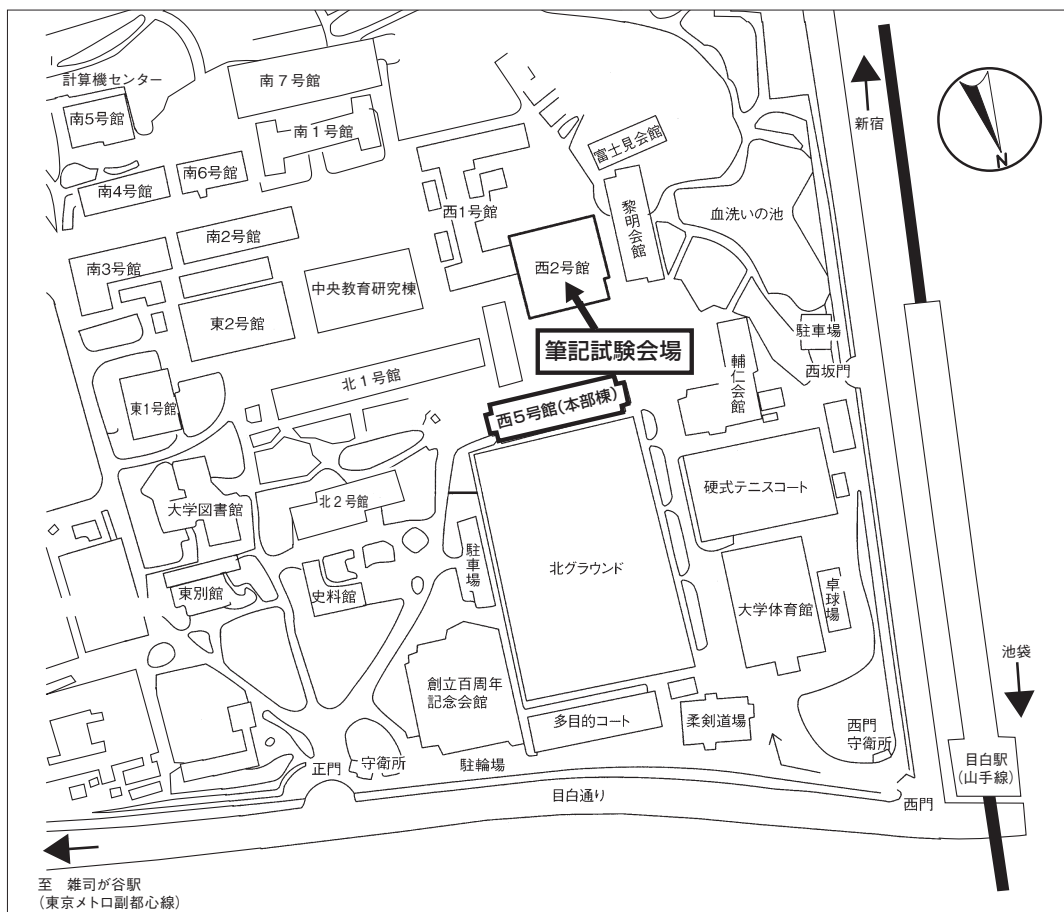 計算機センター
南7号館
南5号館
南1号館
新宿
N
富士見会館
南6号館
南4号館
西1号館
黎明会館
血洗いの池
南2号館
南3号館
西2号館
中央教育研究棟
東2号館
駐車場
筆記試験会場
西坂門
北1号館
輔仁会館
東1号館
西5号館(本部棟)
硬式テニスコート
北2号館
大学図書館
駐車場
北グラウンド
東別館
史料館
大学体育館
卓球場
池袋
創立百周年
記念会館
多目的コート
柔剣道場
西門
守衛所
正門
守衛所
駐輪場
目白駅
(山手線)
目白通り
西門
至 雑司が谷駅
(東京メトロ副都心線)